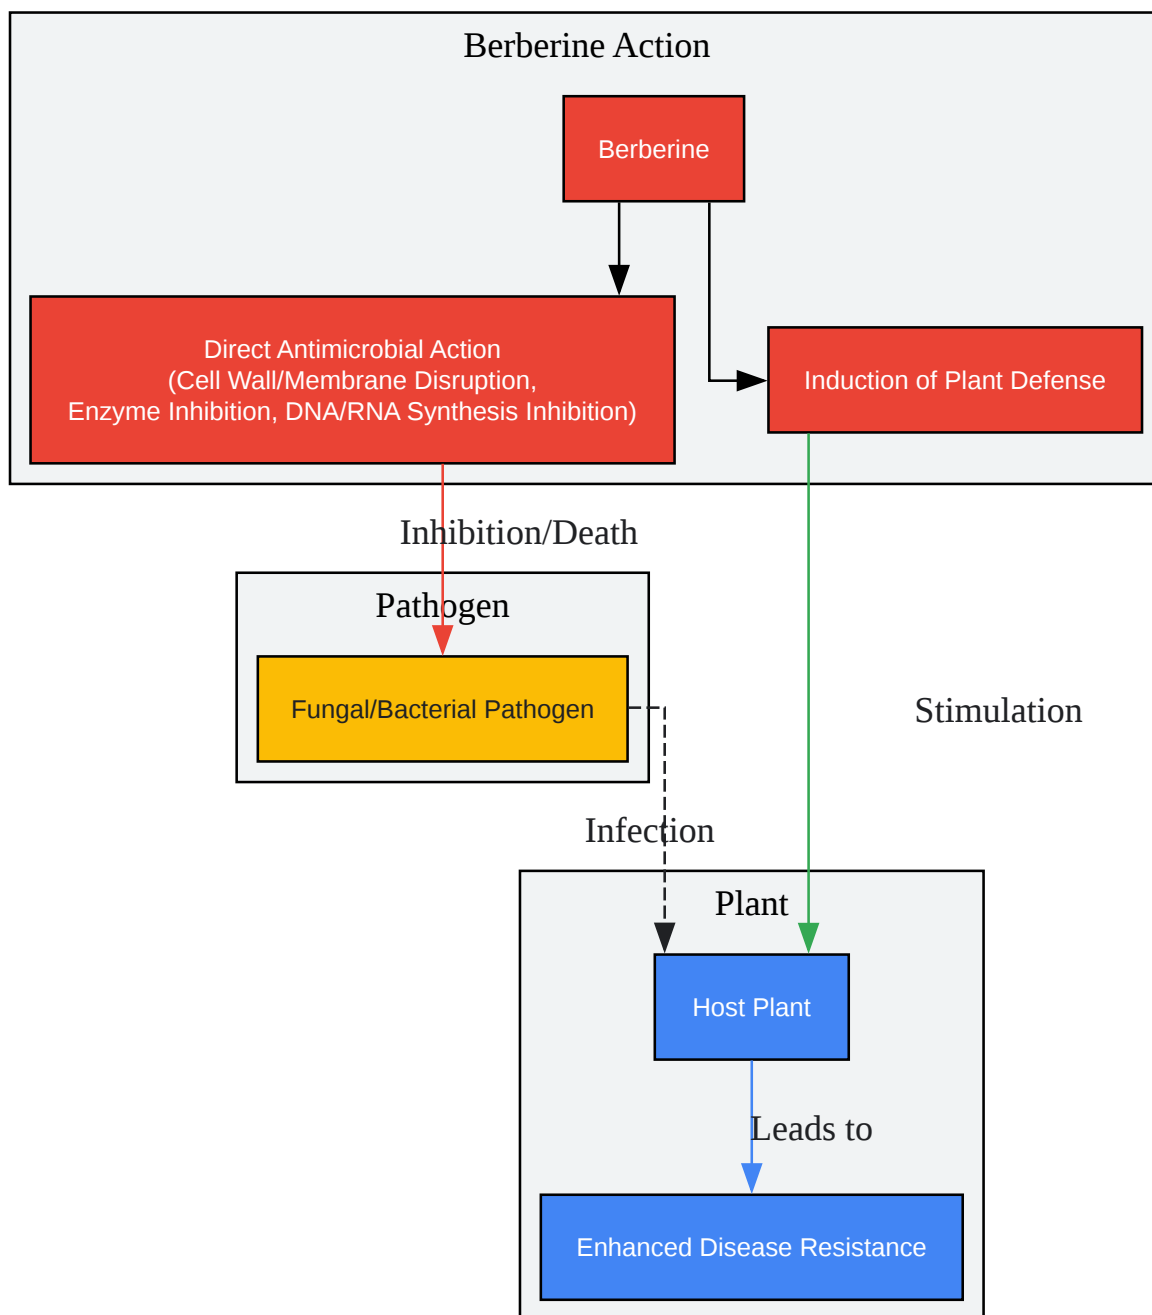 Berberine Action
Berberine
Direct Antimicrobial Action
(Cell Wall/Membrane Disruption,
Enzyme Inhibition, DNA/RNA Synthesis Inhibition)
Induction of Plant Defense
Inhibition/Death
Pathogen
Fungal/Bacterial Pathogen
Stimulation
Infection
Plant
Host Plant
Leads to
Enhanced Disease Resistance